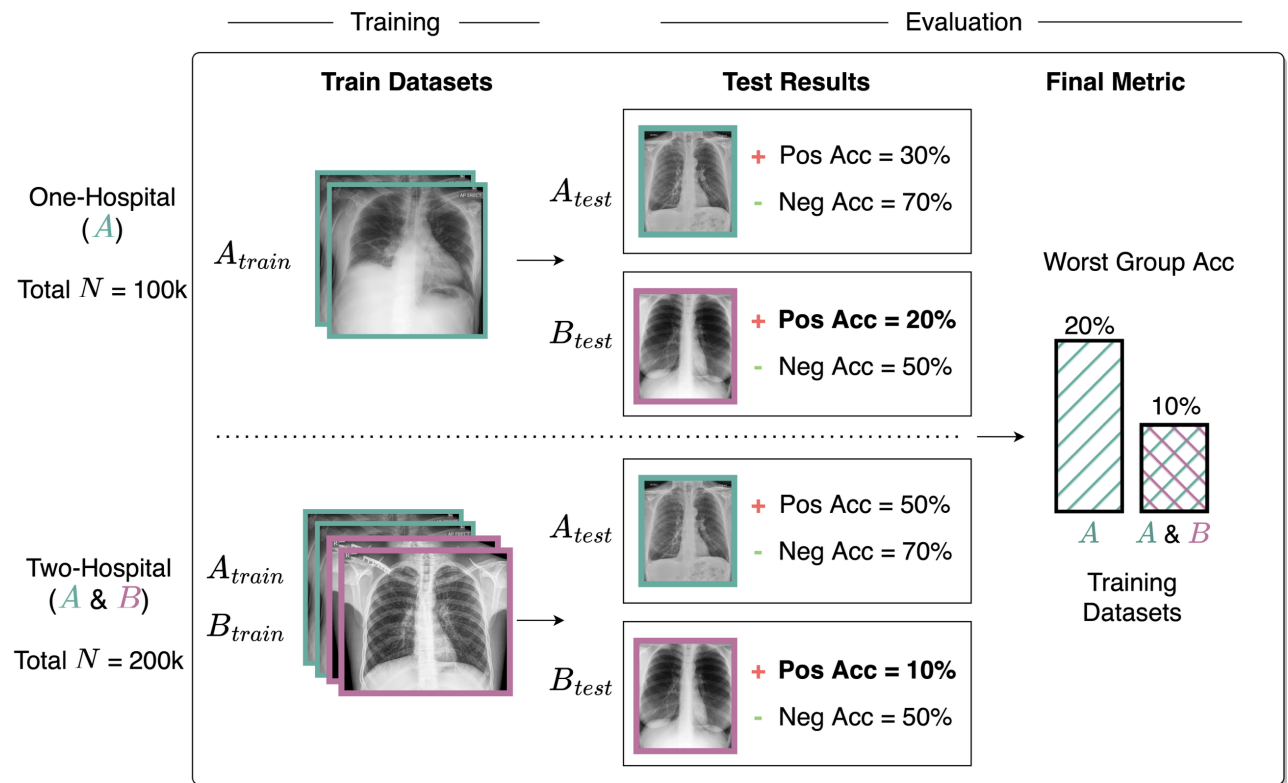 Training
Evaluation
Train Datasets
Test Results
Final Metric
One-Hospital
(A)
Total N = 100k
A_train
A_test
+ Pos Acc = 30%
- Neg Acc = 70%
B_test
+ Pos Acc = 20%
- Neg Acc = 50%
Two-Hospital
(A & B)
Total N = 200k
A_train
B_train
A_test
+ Pos Acc = 50%
- Neg Acc = 70%
B_test
+ Pos Acc = 10%
- Neg Acc = 50%
Worst Group Acc
20%
10%
A
A & B
Training
Datasets